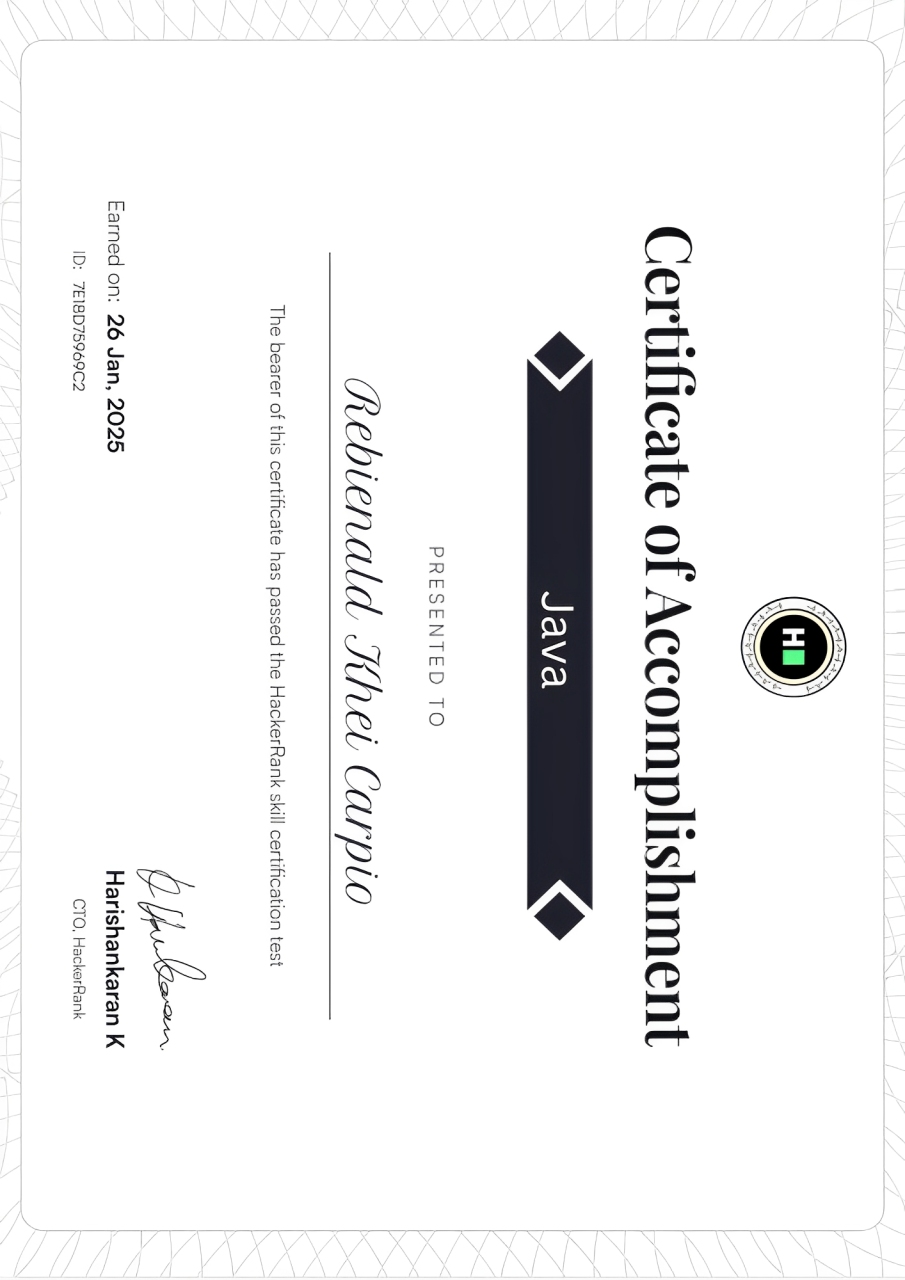 H
Certificate of Accomplishment
Java
PRESENTED TO
Rebienald Khei Carpio
The bearer of this certificate has passed the HackerRank skill certification test
Earned on: 26 Jan, 2025
ID: 7E18D75969C2
Harishankaran K
CTO, HackerRank